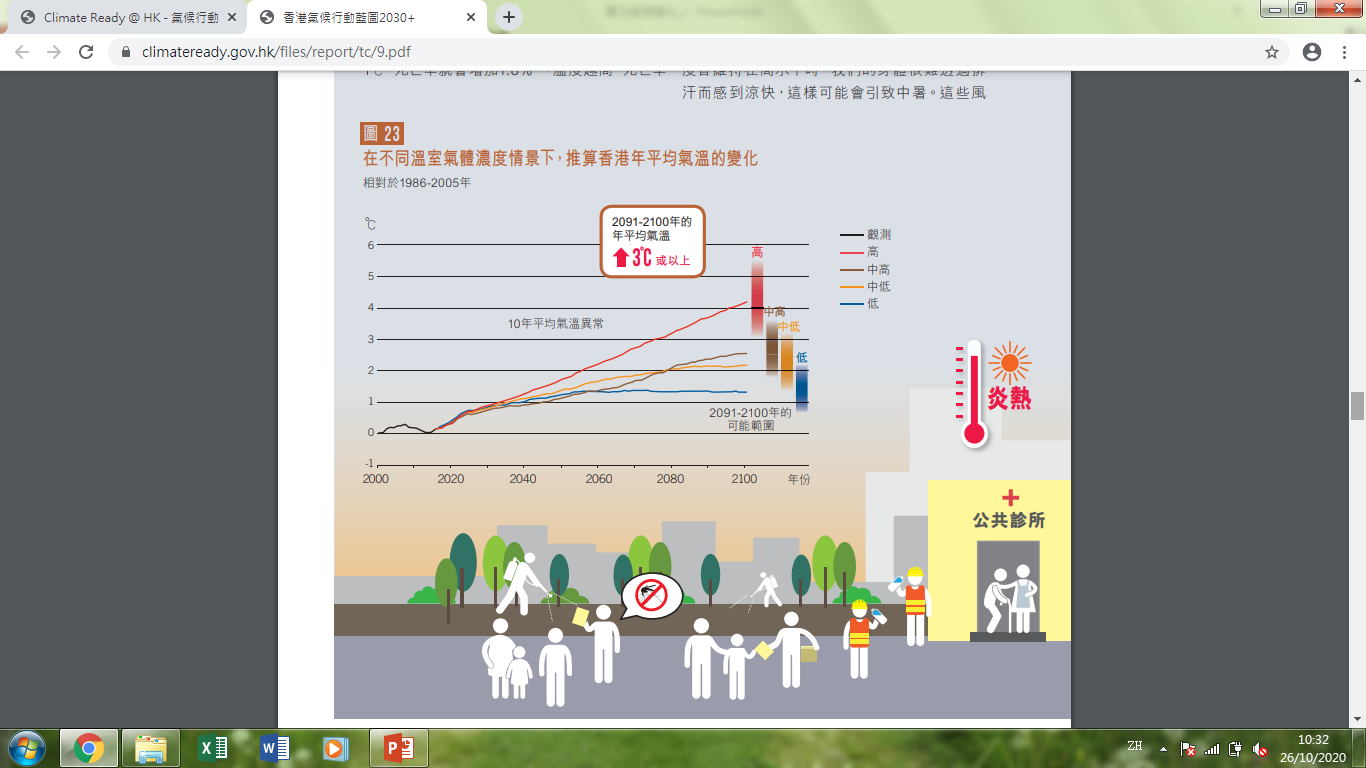 Climate Ready @ HK - 氣候行動
香港氣候行動藍圖2030+
climateready.gov.hk/files/report/tc/9.pdf
汗而感到涼快，這樣可能會引致中暑。這些風
圖 23
在不同溫室氣體濃度情景下，推算香港年平均氣溫的變化
相對於1986-2005年
℃
6
5
4
3
2
1
0
-1
2000
2020
2040
2060
2080
2100
年份
2091-2100年的
年平均氣溫
3℃ 或以上
10年平均氣溫異常
高
中高
中低
低
2091-2100年的
可能範圍
觀測
高
中高
中低
低
炎熱
公共診所
ZH
10:32
26/10/2020